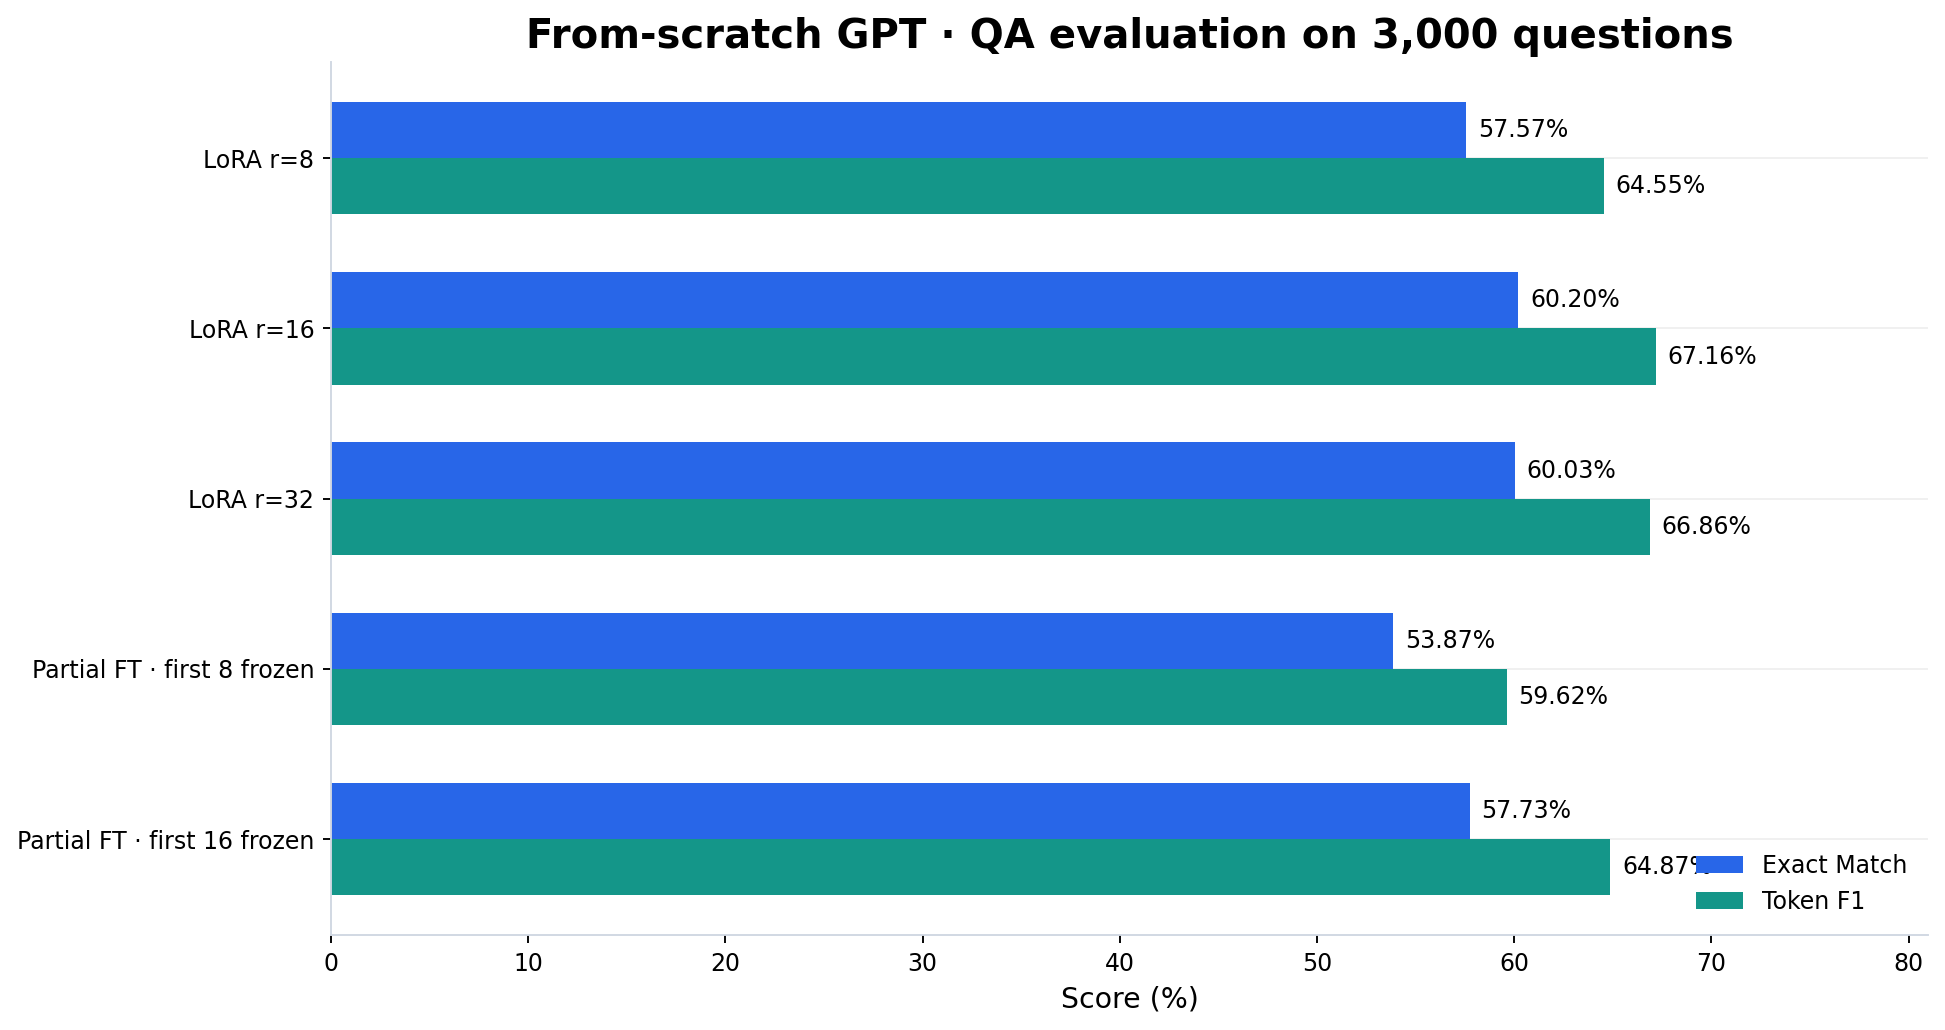 From-scratch GPT · QA evaluation on 3,000 questions
LoRA r=8
57.57%
64.55%
LoRA r=16
60.20%
67.16%
LoRA r=32
60.03%
66.86%
Partial FT · first 8 frozen
53.87%
59.62%
Partial FT · first 16 frozen
57.73%
64.87%
Exact Match
Token F1
0 10 20 30 40 50 60 70 80
Score (%)